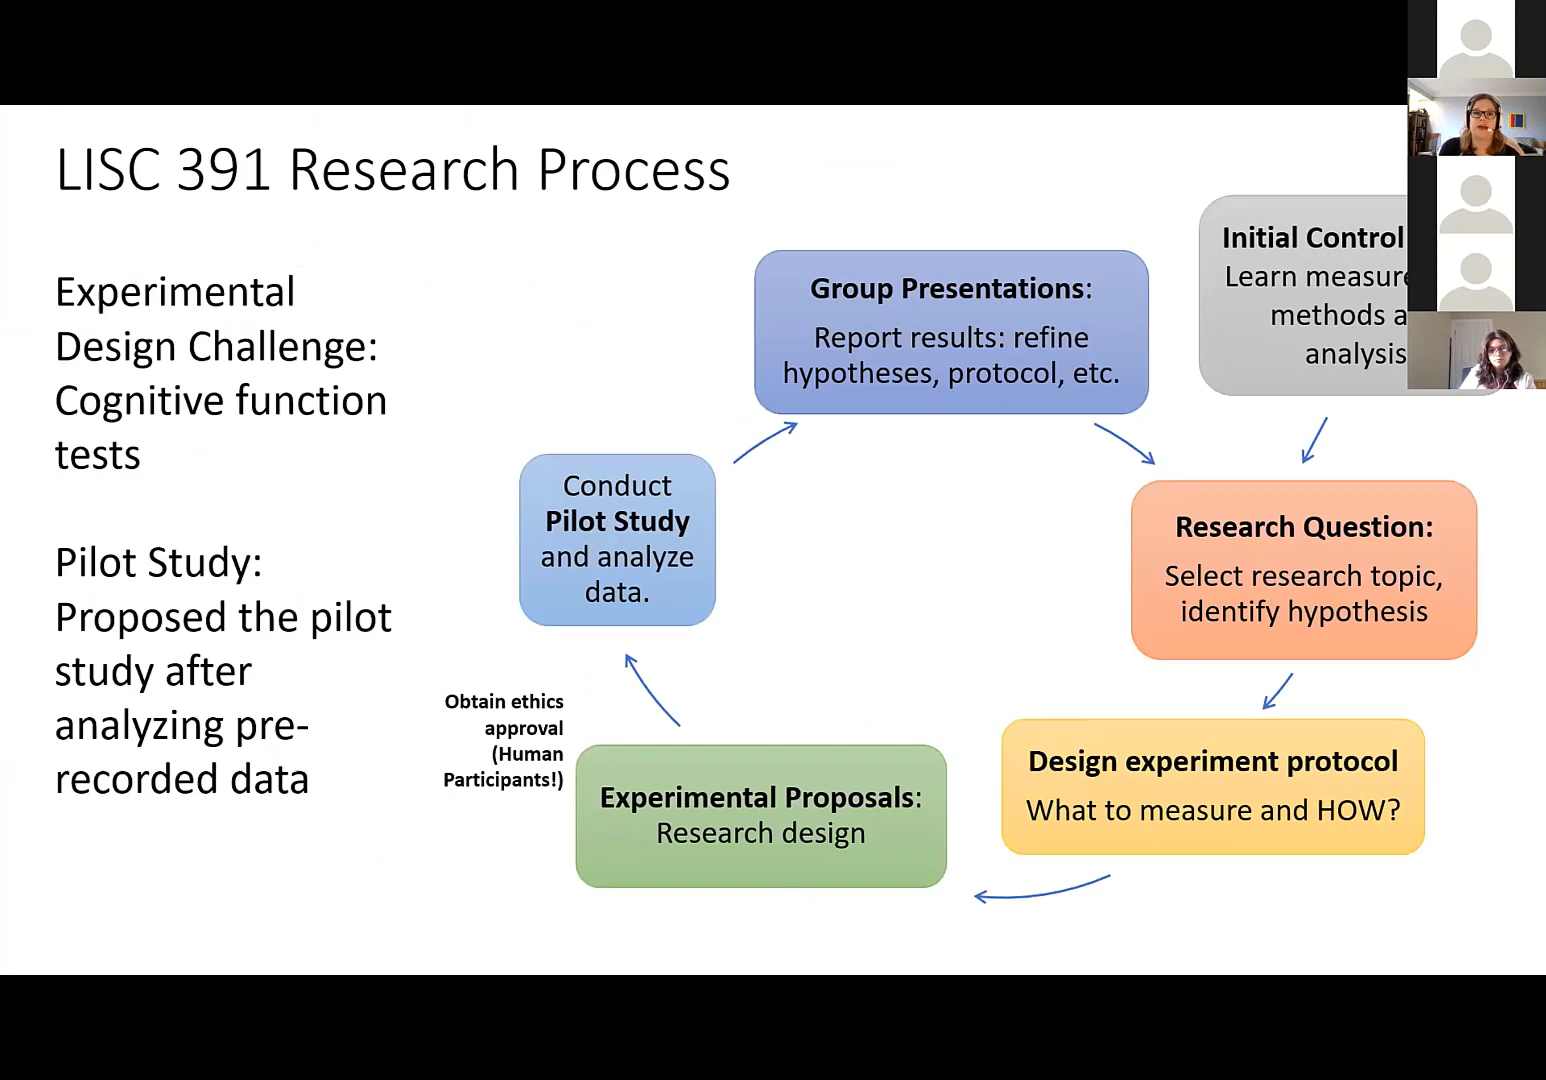 LISC 391 Research Process
Experimental
Design Challenge:
Cognitive function
tests
Pilot Study:
Proposed the pilot
study after
analyzing pre-
recorded data
Group Presentations:
Report results: refine
hypotheses, protocol, etc.
Initial Control
Learn
methods
analysis
Research Question:
Select research topic,
identify hypothesis
Design experiment protocol
What to measure and HOW?
Experimental Proposals:
Research design
Obtain ethics
approval
(Human
Participants!)
Conduct
Pilot Study
and analyze
data.